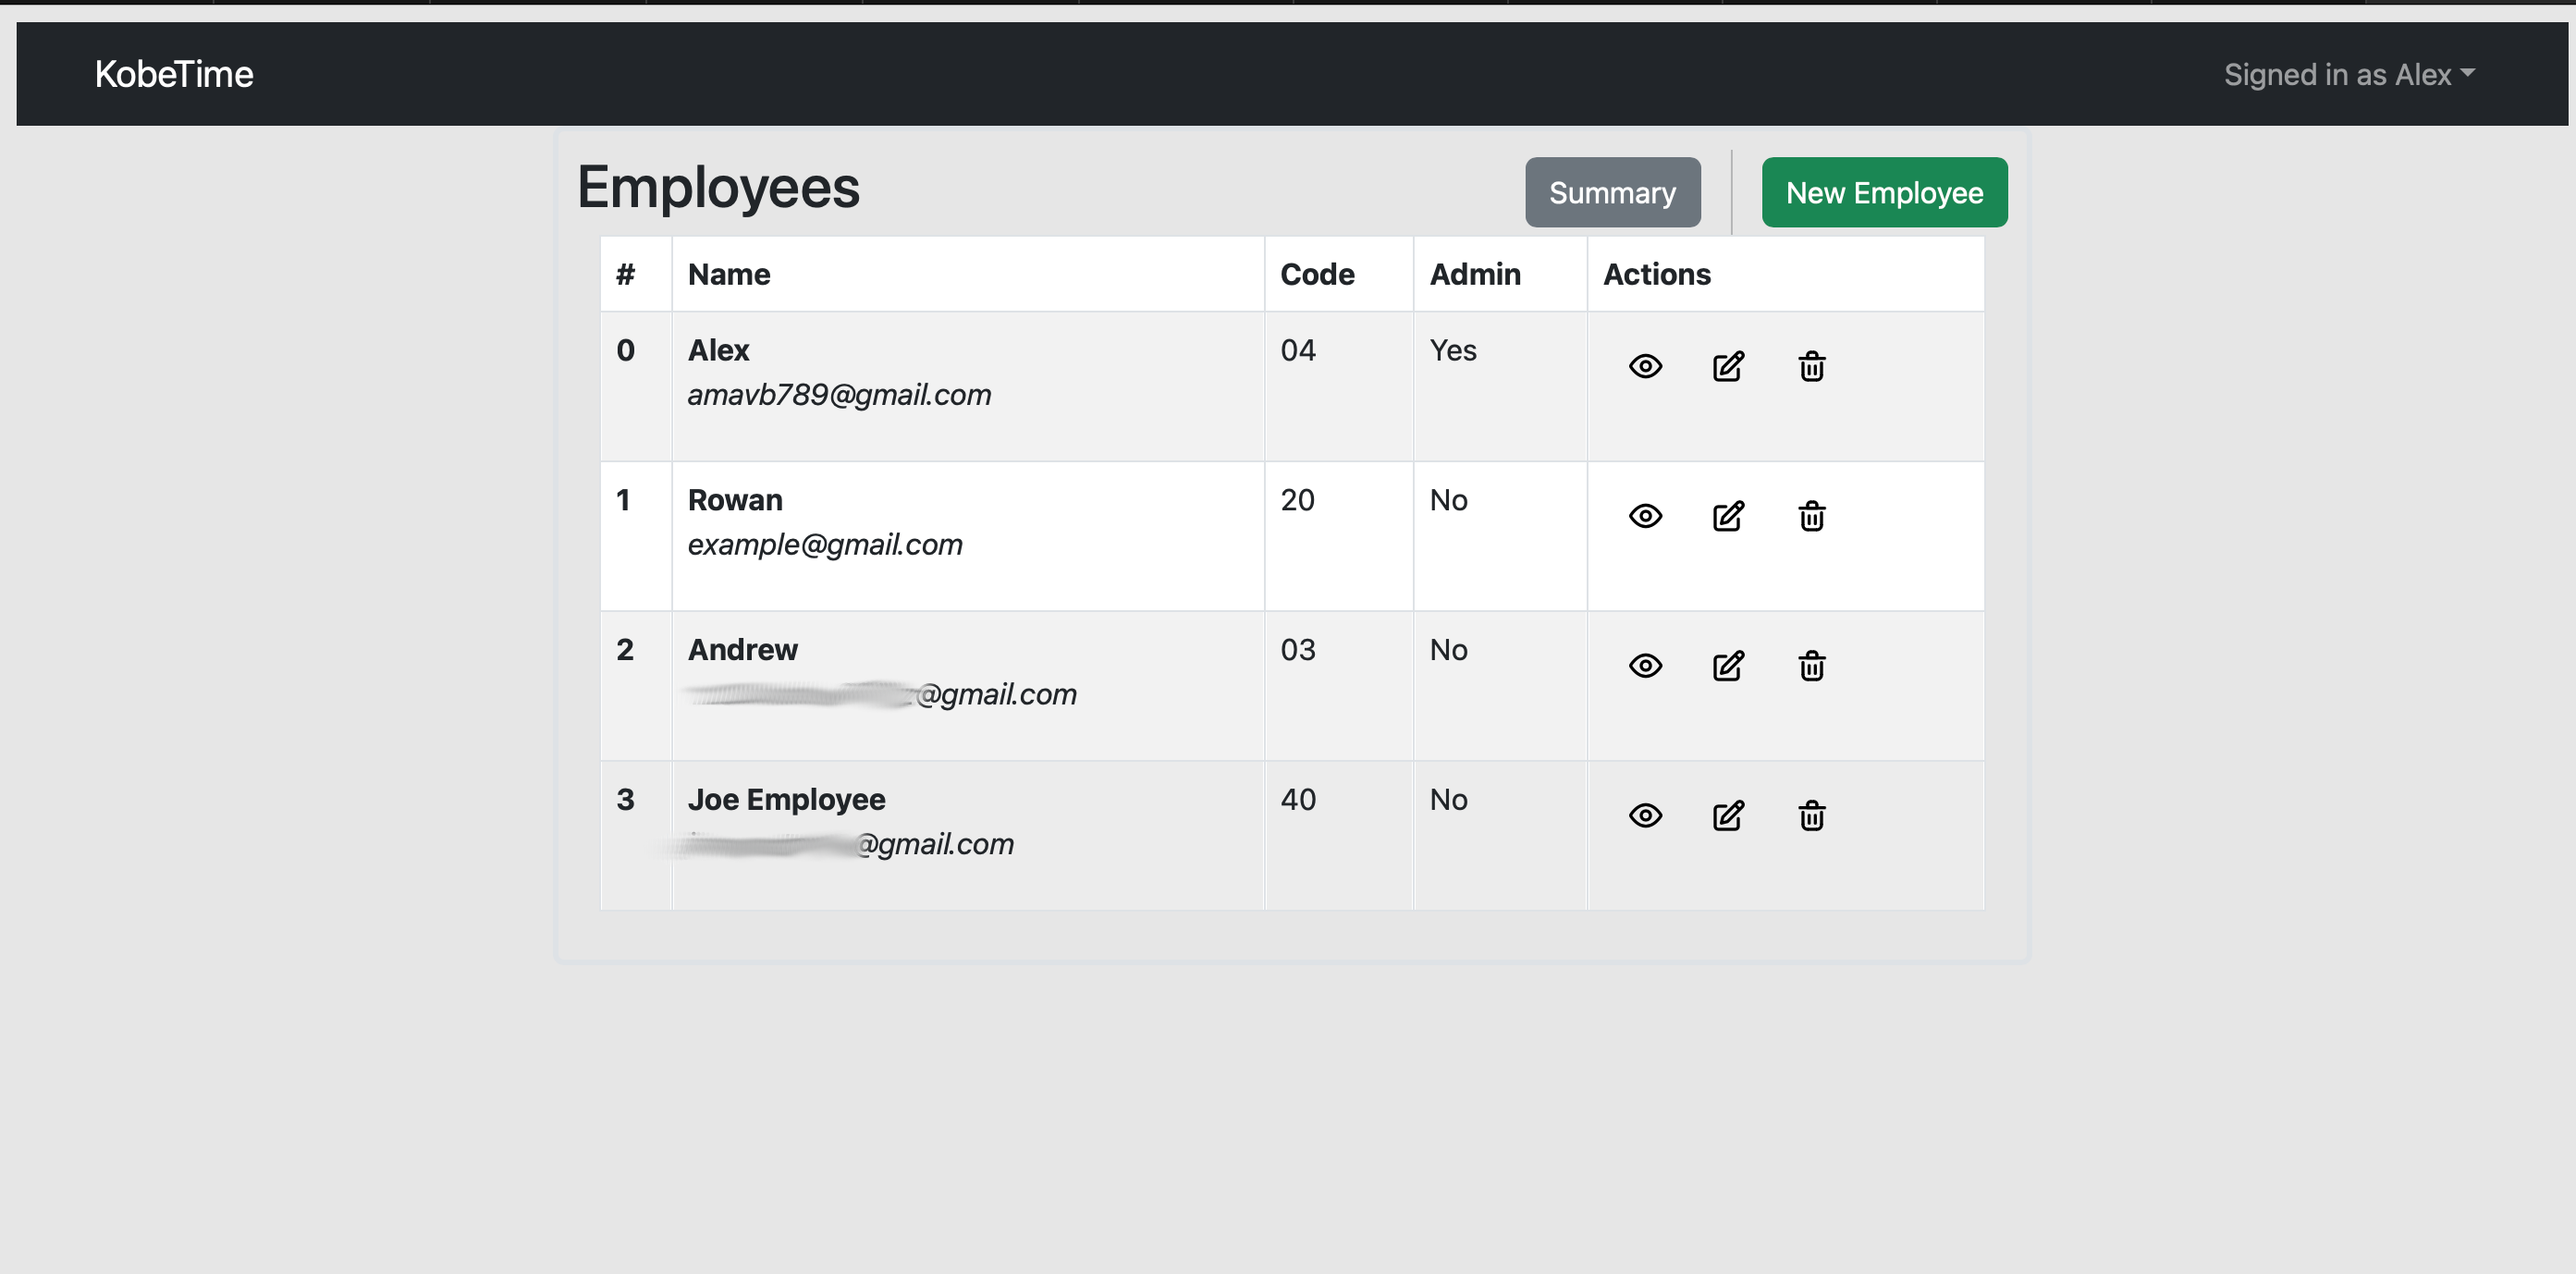 KobeTime Signed in as Alex
Employees Summary New Employee
# Name Code Admin Actions
0 Alex 04 Yes
amavb789@gmail.com
1 Rowan 20 No
example@gmail.com
2 Andrew 03 No
@gmail.com
3 Joe Employee 40 No
@gmail.com